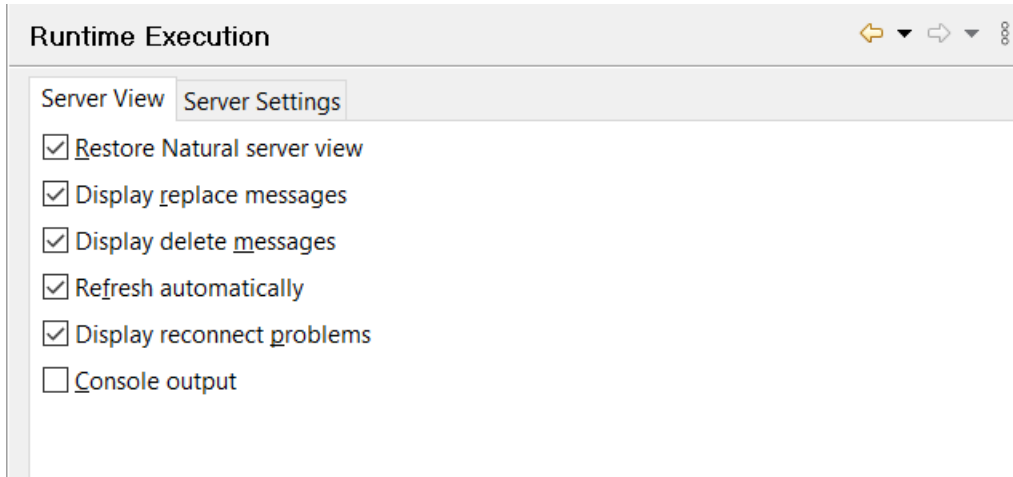 Runtime Execution
Server View Server Settings
Restore Natural server view
Display replace messages
Display delete messages
Refresh automatically
Display reconnect problems
Console output